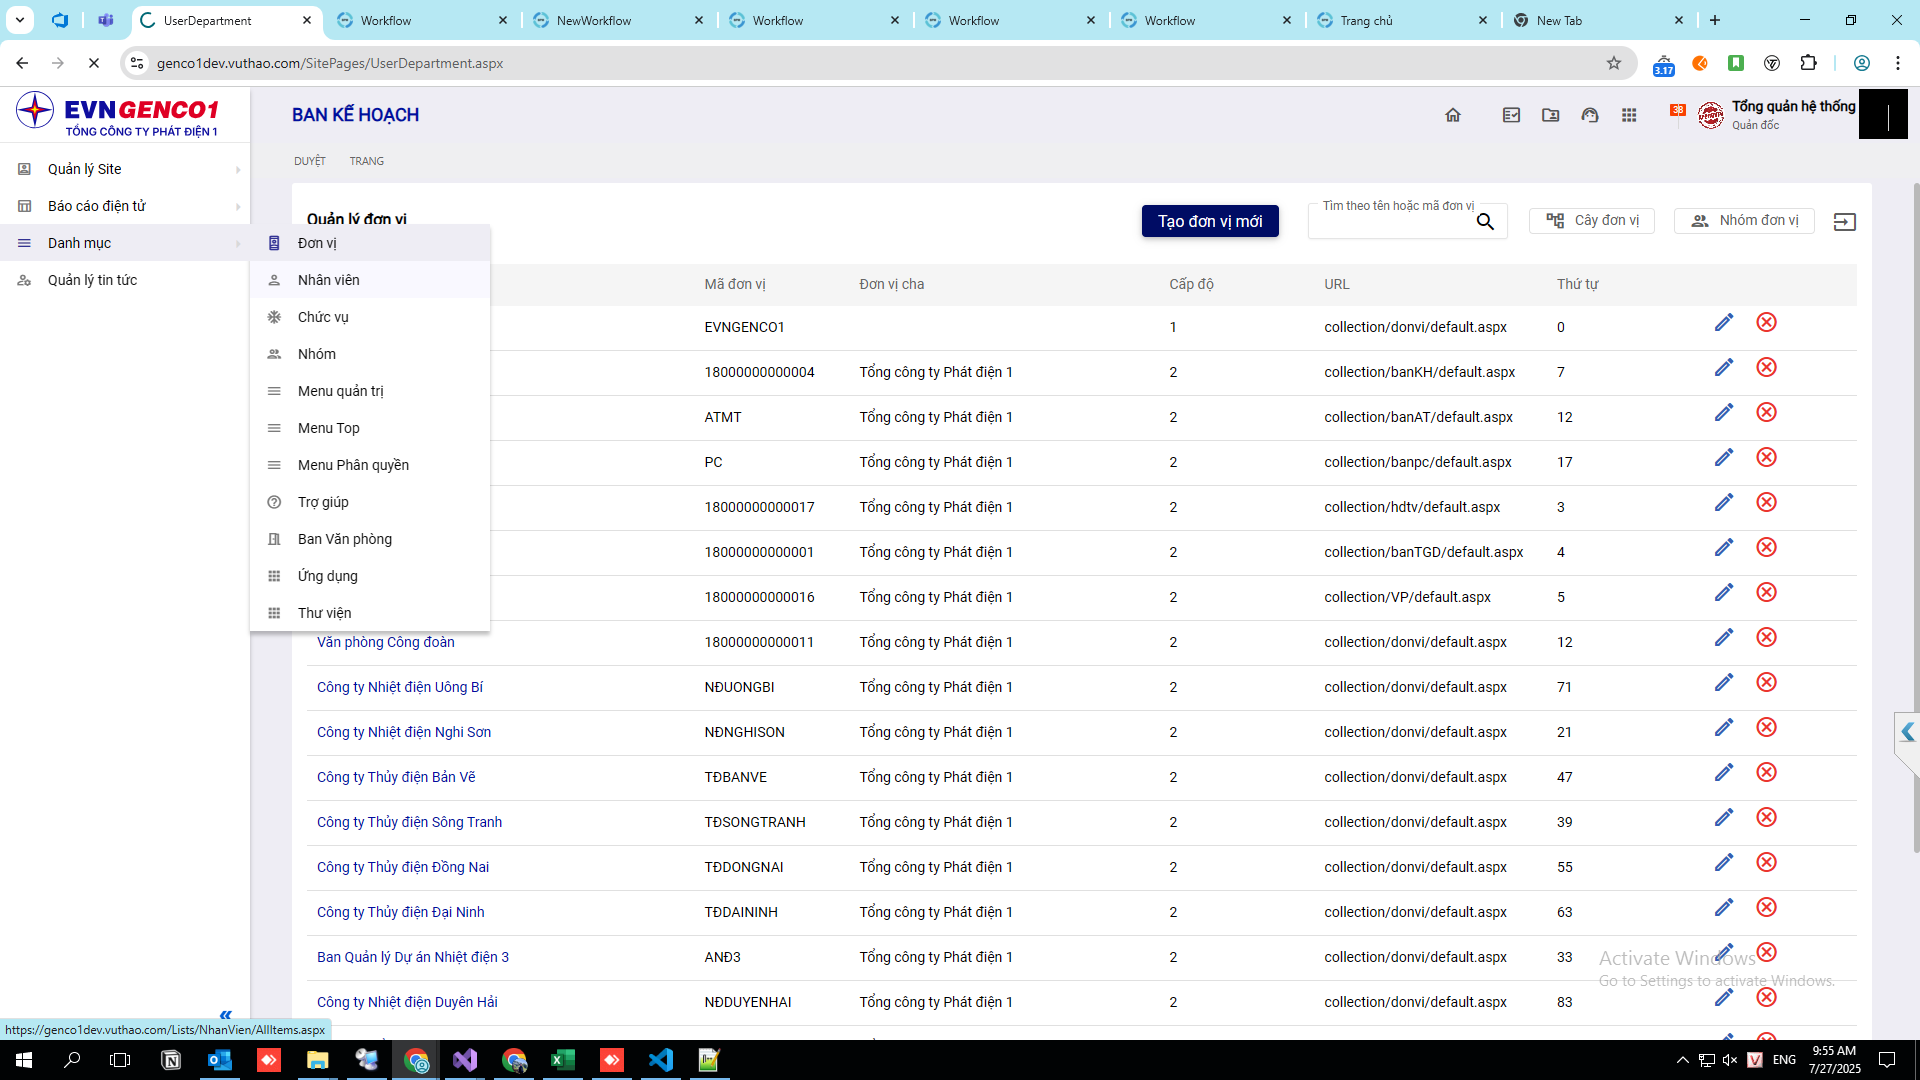 UserDepartment
Workflow
NewWorkflow
Workflow
Workflow
Workflow
Trang chủ
New Tab
genco1dev.vuthao.com/SitePages/UserDepartment.aspx
3.17
EVNGENCO1
TỔNG CÔNG TY PHÁT ĐIỆN 1
BAN KẾ HOẠCH
38
Tổng quản hệ thống
Quản đốc
DUYỆT TRANG
Quản lý Site
Báo cáo điện tử
Danh mục
Quản lý tin tức
Đơn vị
Nhân viên
Chức vụ
Nhóm
Menu quản trị
Menu Top
Menu Phân quyền
Trợ giúp
Ban Văn phòng
Ứng dụng
Thư viện
Quản lý đơn vị
Tạo đơn vị mới
Tìm theo tên hoặc mã đơn vị
Cây đơn vị
Nhóm đơn vị
Mã đơn vị Đơn vị cha Cấp độ URL Thứ tự
EVNGENCO1 1 collection/donvi/default.aspx 0
18000000000004 Tổng công ty Phát điện 1 2 collection/banKH/default.aspx 7
ATMT Tổng công ty Phát điện 1 2 collection/banAT/default.aspx 12
PC Tổng công ty Phát điện 1 2 collection/banpc/default.aspx 17
18000000000017 Tổng công ty Phát điện 1 2 collection/hdtv/default.aspx 3
18000000000001 Tổng công ty Phát điện 1 2 collection/banTGD/default.aspx 4
18000000000016 Tổng công ty Phát điện 1 2 collection/VP/default.aspx 5
Văn phòng Công đoàn 18000000000011 Tổng công ty Phát điện 1 2 collection/donvi/default.aspx 12
Công ty Nhiệt điện Uông Bí NĐUONGBI Tổng công ty Phát điện 1 2 collection/donvi/default.aspx 71
Công ty Nhiệt điện Nghi Sơn NĐNGHISON Tổng công ty Phát điện 1 2 collection/donvi/default.aspx 21
Công ty Thủy điện Bản Vẽ TĐBANVE Tổng công ty Phát điện 1 2 collection/donvi/default.aspx 47
Công ty Thủy điện Sông Tranh TĐSONGTRANH Tổng công ty Phát điện 1 2 collection/donvi/default.aspx 39
Công ty Thủy điện Đồng Nai TĐDONGNAI Tổng công ty Phát điện 1 2 collection/donvi/default.aspx 55
Công ty Thủy điện Đại Ninh TĐDAININH Tổng công ty Phát điện 1 2 collection/donvi/default.aspx 63
Ban Quản lý Dự án Nhiệt điện 3 ANĐ3 Tổng công ty Phát điện 1 2 collection/donvi/default.aspx 33
Công ty Nhiệt điện Duyên Hải NĐDUYENHAI Tổng công ty Phát điện 1 2 collection/donvi/default.aspx 83
Activate Windows
Go to Settings to activate Windows.
https://genco1dev.vuthao.com/Lists/NhanVien/AllItems.aspx
ENG
9:55 AM
7/27/2025